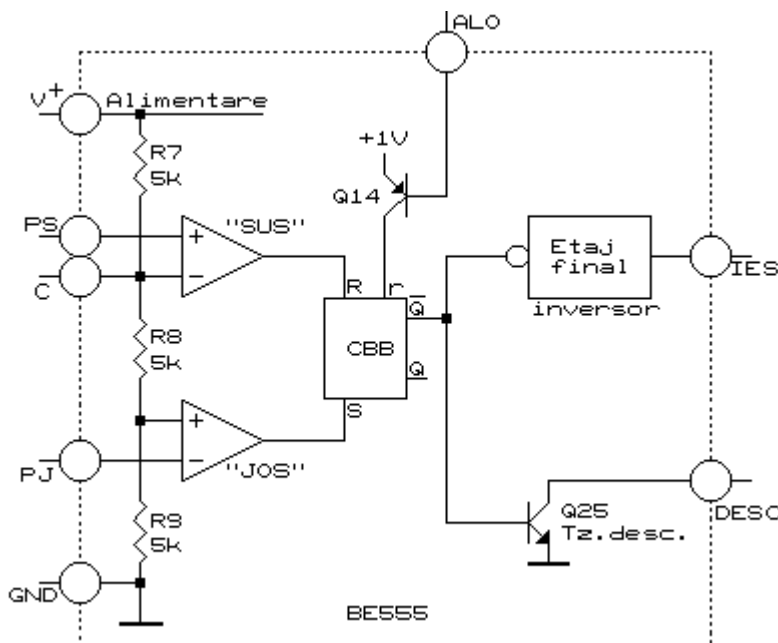 ALO
V+
Alimentare
R7
5k
+1V
Q14
PS
+
"SUS"
-
C
Etaj
final
IES
inversor
R
r
Q
CBB
Q
S
R8
5k
+
-
"JOS"
PJ
DESC
Q25
Tz.desc.
R9
5k
GND
BE555